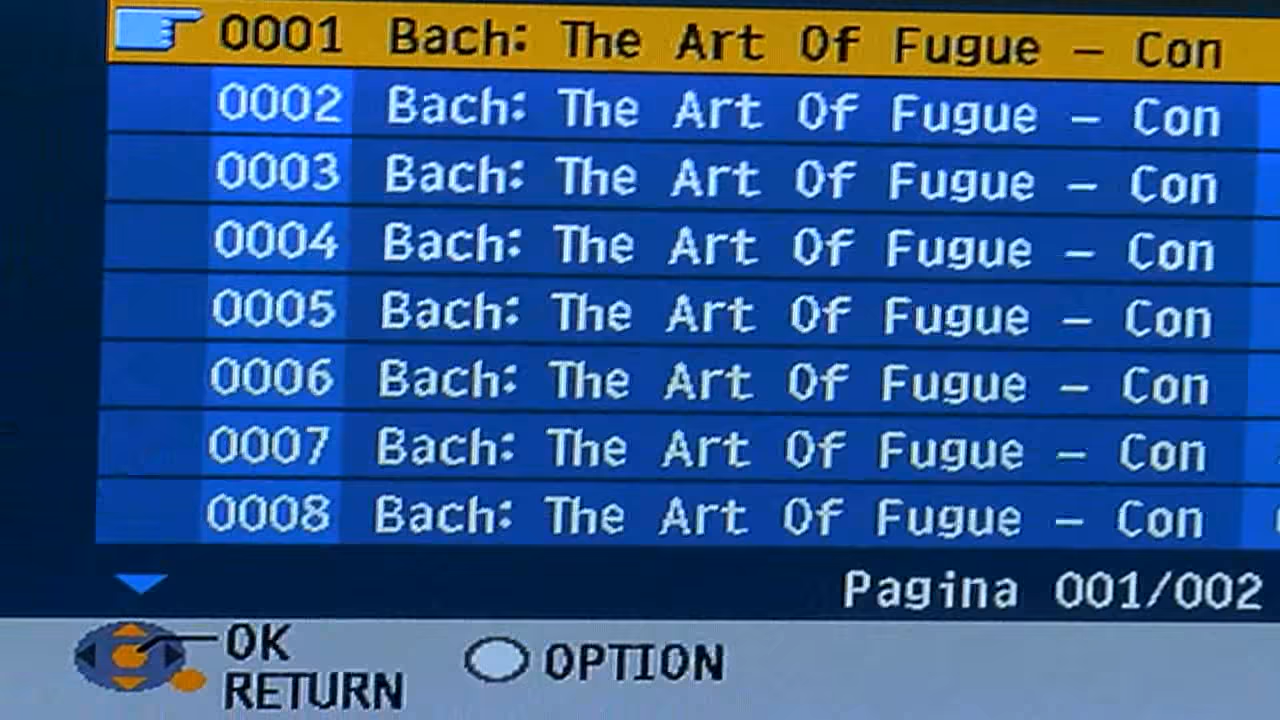 0001 Bach: The Art Of Fugue – Con
0002 Bach: The Art Of Fugue – Con
0003 Bach: The Art Of Fugue – Con
0004 Bach: The Art Of Fugue – Con
0005 Bach: The Art Of Fugue – Con
0006 Bach: The Art Of Fugue – Con
0007 Bach: The Art Of Fugue – Con
0008 Bach: The Art Of Fugue – Con
Pagina 001/002
OK
RETURN
OPTION